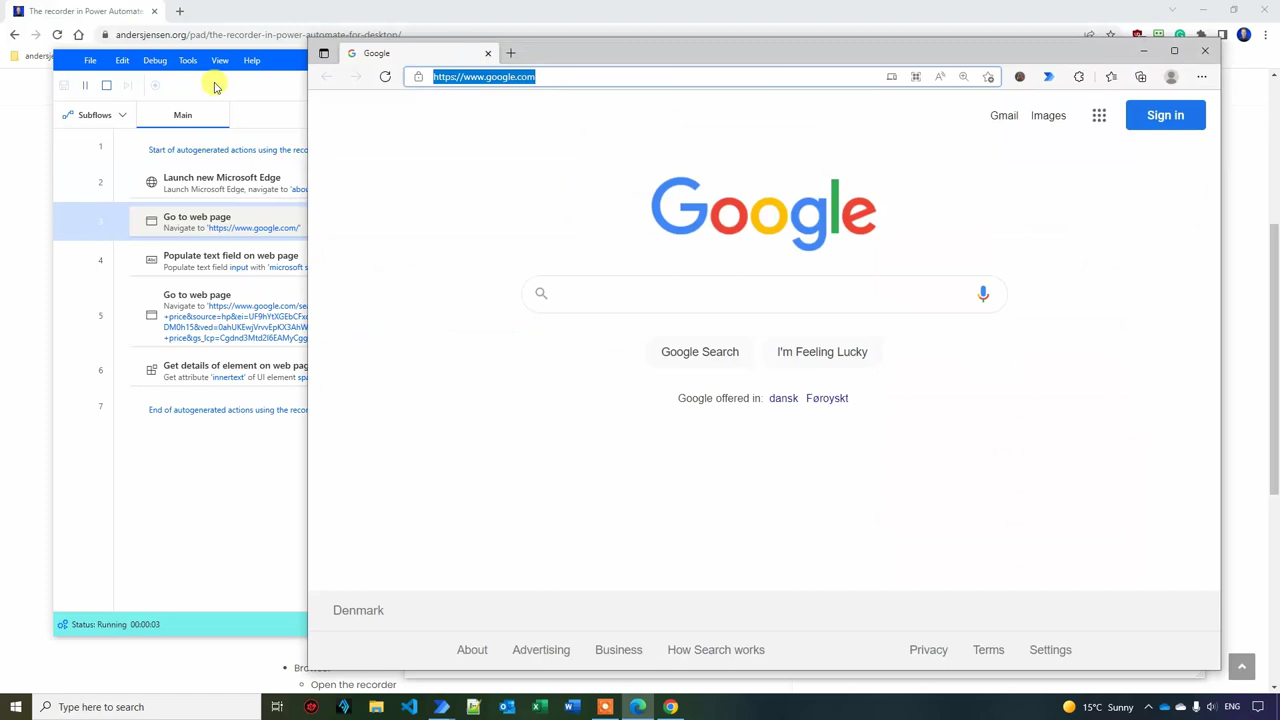 The recorder in Power Automate
andersjensen.org/pad/the-recorder-in-power-automate-for-desktop/
andersje
File Edit Debug Tools View Help
Subflows Main
1 Start of autogenerated actions using the reco
2 Launch new Microsoft Edge
Launch Microsoft Edge, navigate to 'abou
3 Go to web page
Navigate to 'https://www.google.com/'
4 Populate text field on web page
Populate text field input with 'microsoft s
Go to web page
Navigate to 'https://www.google.com/sea
5 +price&source=hp&ei=UF9hYtXGEbCFxc
DM0h15&ved=0ahUKEwjVrvvEpKX3AhW
+price&gs_lcp=Cgdnd3Mtd2l6EAMyCgg
6 Get details of element on web pag
Get attribute 'innertext' of UI element spa
7 End of autogenerated actions using the reco
Status: Running 00:00:03
Google
https://www.google.com
Gmail Images Sign in
Google
Google Search I'm Feeling Lucky
Google offered in: dansk Føroyskt
Denmark
About Advertising Business How Search works Privacy Terms Settings
Brow
Open the recorder
Type here to search
15°C Sunny ENG